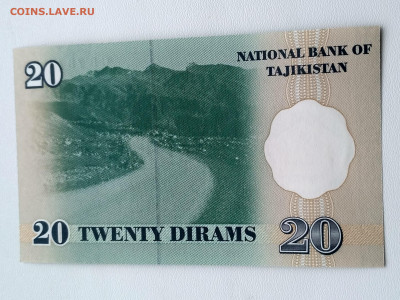 COINS.LAVE.RU
20
NATIONAL BANK OF
TAJIKISTAN
20 TWENTY DIRAMS 20